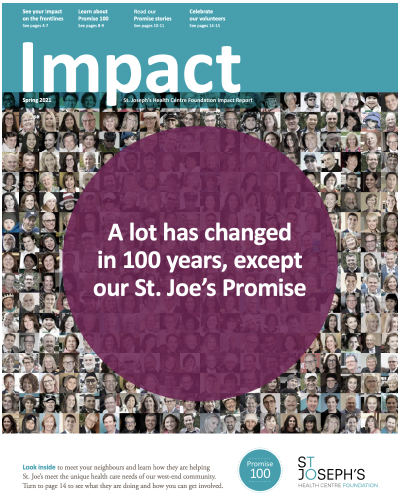 See your Impact
on the frontlines
See pages 4-7
Learn about
Promise 100
See pages 8-9
Read our
Promise stories
See pages 10-11
Celebrate
our volunteers
See pages 14-15
Impact
Spring 2021
St. Joseph's Health Centre Foundation Impact Report
A lot has changed
in 100 years, except
our St. Joe's Promise
Look inside to meet your neighbours and learn how they are helping
St. Joe's meet the unique health care needs of our west-end community.
Turn to page 14 to see what they are doing and how you can get involved.
Promise
100
ST
JOSEPH'S
HEALTH CENTRE FOUNDATION